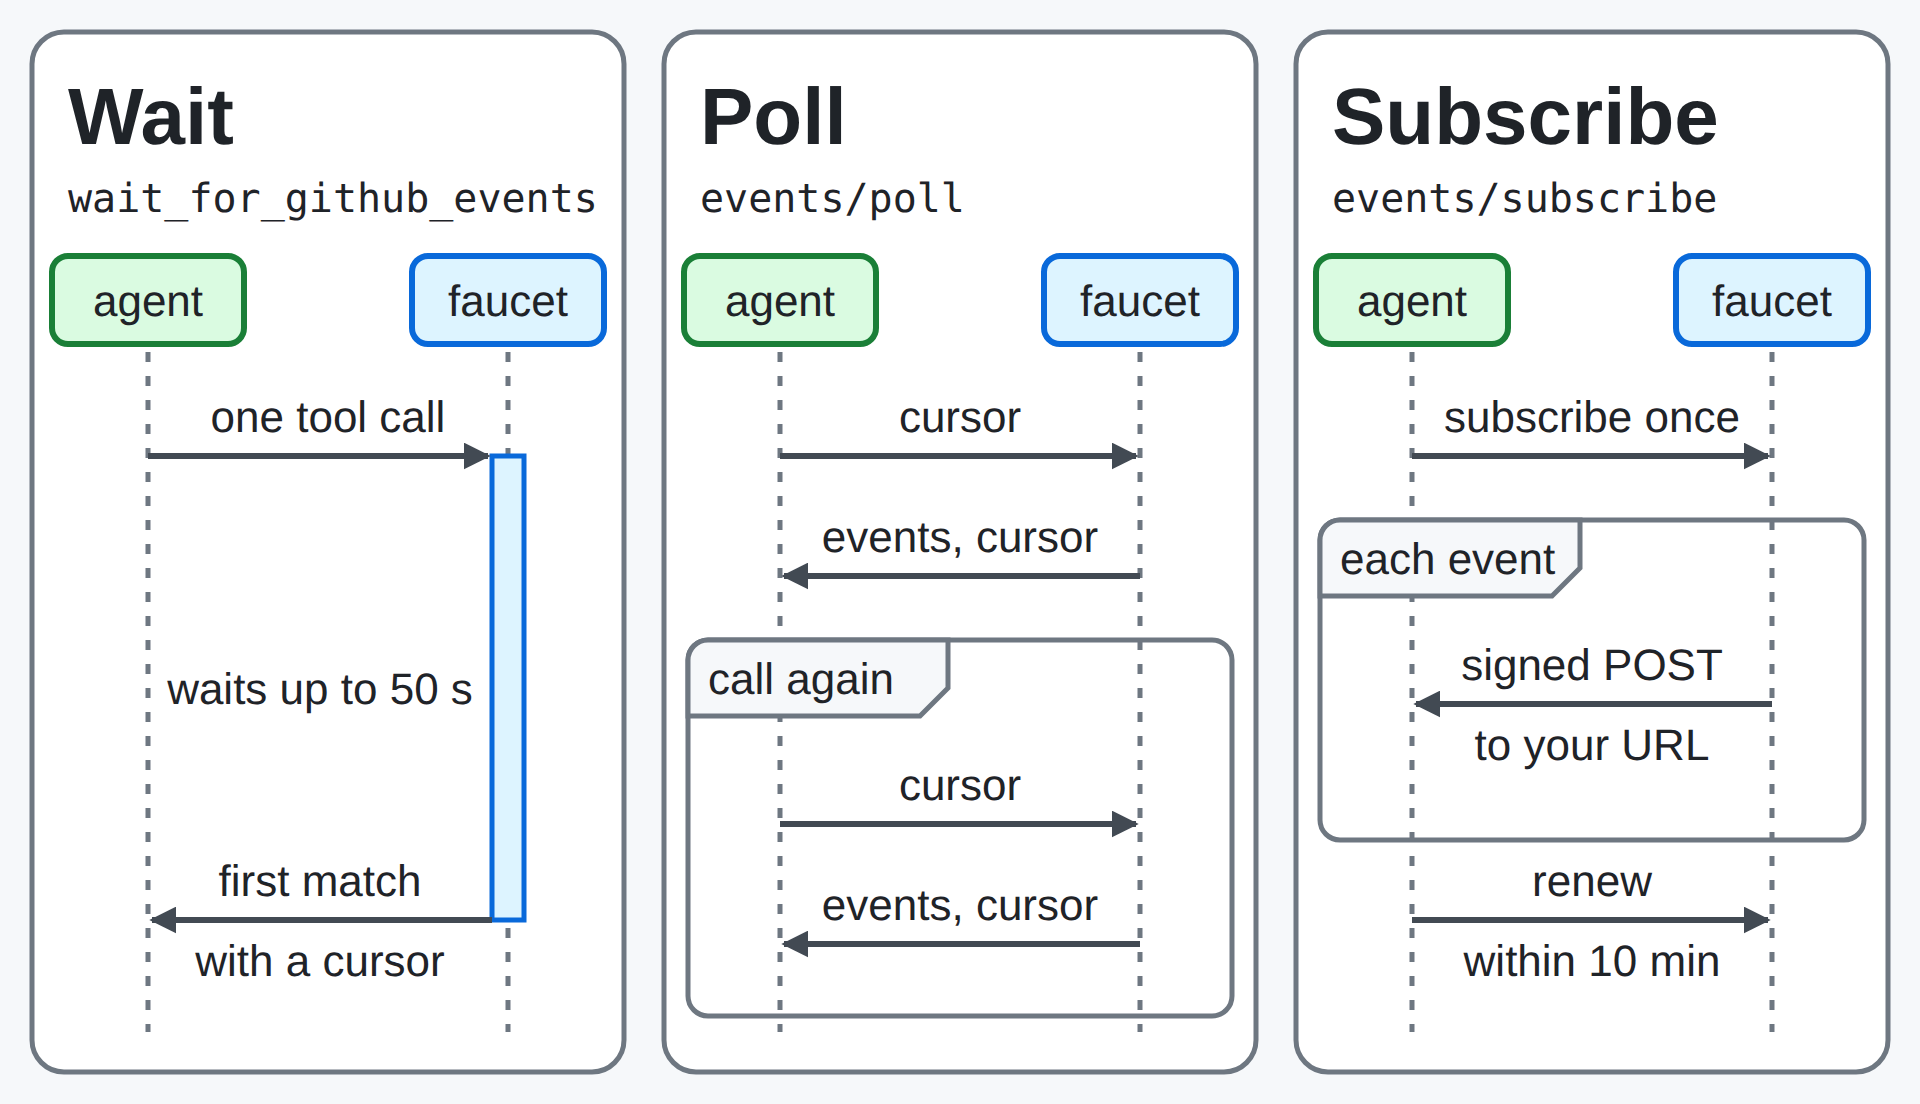 Wait
wait_for_github_events
agent
faucet
one tool call
waits up to 50 s
first match
with a cursor
Poll
events/poll
agent
faucet
cursor
events, cursor
call again
cursor
events, cursor
Subscribe
events/subscribe
agent
faucet
subscribe once
each event
signed POST
to your URL
renew
within 10 min